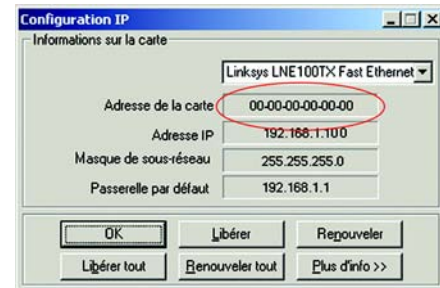 Configuration IP
Informations sur la carte
Linksys LNE100TX Fast Ethernet
Adresse de la carte 00-00-00-00-00-00
Adresse IP 192.168.1.100
Masque de sous-réseau 255.255.255.0
Passerelle par défaut 192.168.1.1
OK Libérer Renouveler
Libérer tout Renouveler tout Plus d'info >>